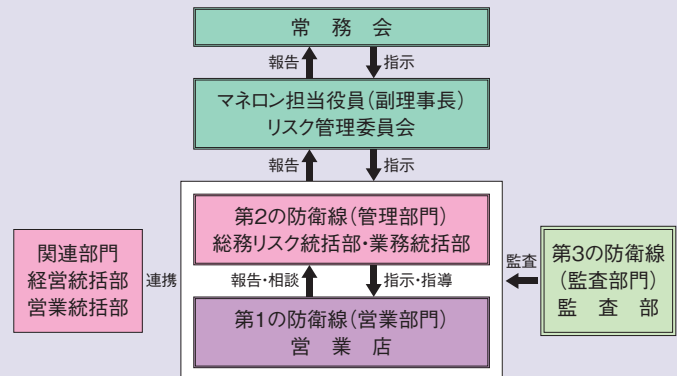 常務会
報告
指示
マネロン担当役員(副理事長)
リスク管理委員会
報告
指示
第2の防衛線(管理部門)
総務リスク統括部・業務統括部
報告・相談
指示・指導
第1の防衛線(営業部門)
営業店
関連部門
経営統括部
営業統括部
連携
監査
第3の防衛線
(監査部門)
監査部